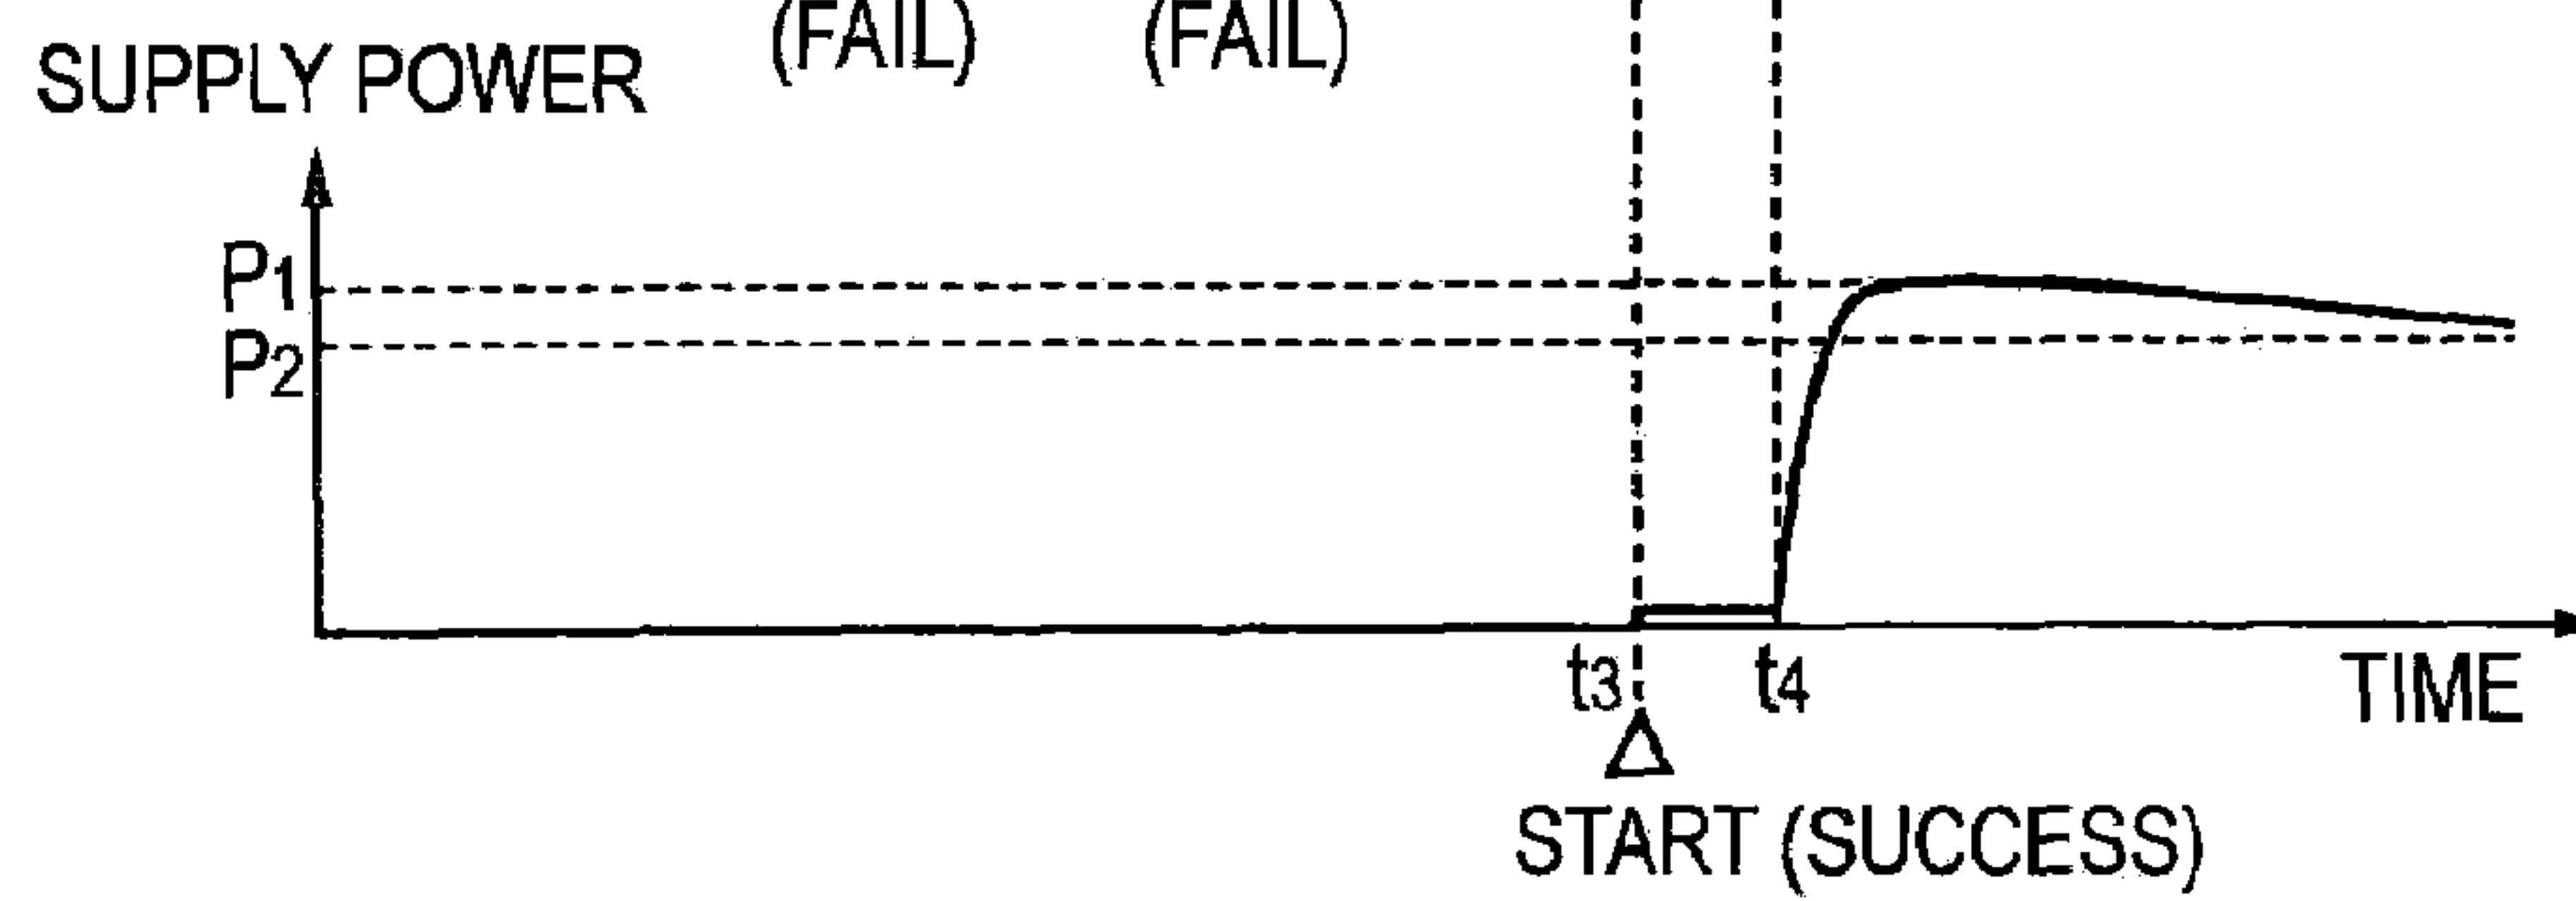 (FAIL) (FAIL)
SUPPLY POWER
P1
P2
t3 t4
TIME
START (SUCCESS)